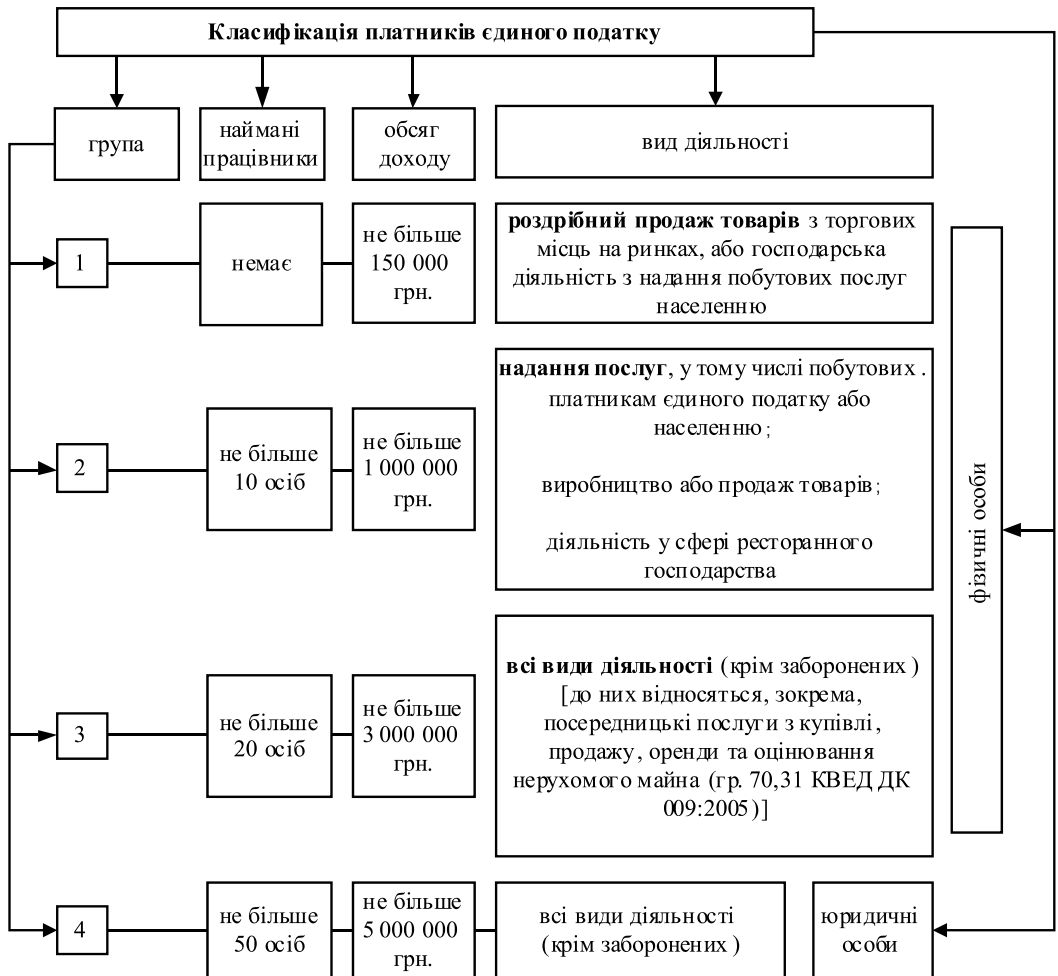 Класифікація платників єдиного податку
група
наймані
працівники
обсяг
доходу
вид діяльності
1
немає
не більше
150 000
грн.
роздрібний продаж товарів з торгових
місць на ринках, або господарська
діяльність з надання побутових послуг
населенню
2
не більше
10 осіб
не більше
1 000 000
грн.
надання послуг, у тому числі побутових .
платникам єдиного податку або
населенню;
виробництво або продаж товарів;
діяльність у сфері ресторанного
господарства
3
не більше
20 осіб
не більше
3 000 000
грн.
всі види діяльності (крім заборонених)
[до них відносяться, зокрема,
посередницькі послуги з купівлі,
продажу, оренди та оцінювання
нерухомого майна (гр. 70,31 КВЕД ДК
009:2005)]
фізичні особи
4
не більше
50 осіб
не більше
5 000 000
грн.
всі види діяльності
(крім заборонених)
юридичні
особи